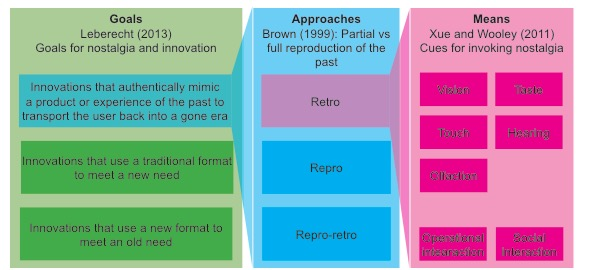 Goals
Leberecht (2013)
Goals for nostalgia and innovation
Innovations that authentically mimic
a product or experience of the past to
transport the user back into a gone era
Innovations that use a traditional format
to meet a new need
Innovations that use a new format to
meet an old need
Approaches
Brown (1999): Partial vs
full reproduction of the
past
Retro
Repro
Repro-retro
Means
Xue and Wooley (2011)
Cues for invoking nostalgia
Vision
Taste
Touch
Hearing
Olfaction
Operational
Social
Interaction